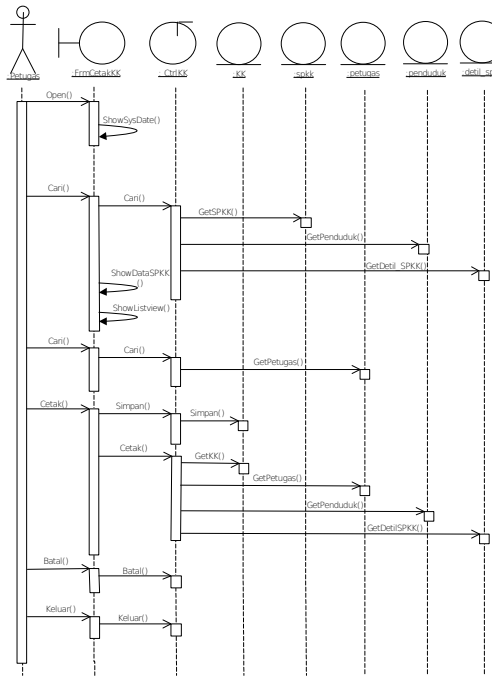 :Petugas
:FrmCetakKK
:CtrlKK
:KK
:spkk
:petugas
:penduduk
:detil_sp
Open()
ShowSysDate()
Cari()
Cari()
GetSPKK()
GetPenduduk()
GetDetil_SPKK()
ShowDataSPKK
()
ShowListview()
Cari()
Cari()
GetPetugas()
Cetak()
Simpan()
Simpan()
Cetak()
GetKK()
GetPetugas()
GetPenduduk()
GetDetilSPKK()
Batal()
Batal()
Keluar()
Keluar()